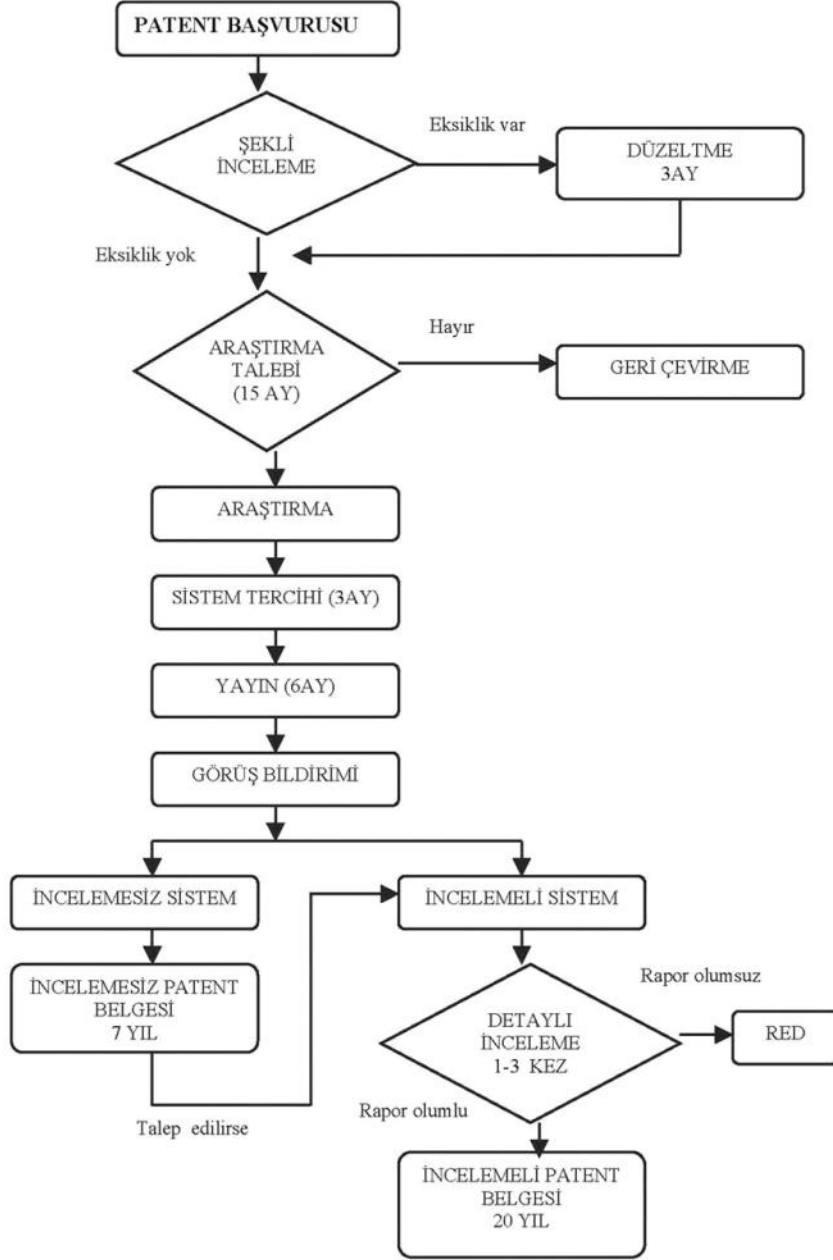 PATENT BAŞVURUSU
ŞEKLİ
İNCELEME
Eksiklik var
DÜZELTME
3AY
Eksiklik yok
ARAŞTIRMA
TALEBİ
(15 AY)
Hayır
GERİ ÇEVİRME
ARAŞTIRMA
SİSTEM TERCİHİ (3AY)
YAYIN (6AY)
GÖRÜŞ BİLDİRİMİ
İNCELEMESİZ SİSTEM
İNCELEMELİ SİSTEM
İNCELEMESİZ PATENT
BELGESİ
7 YIL
Talep edilirse
DETAYLI
İNCELEME
1-3 KEZ
Rapor olumsuz
RED
Rapor olumlu
İNCELEMELİ PATENT
BELGESİ
20 YIL